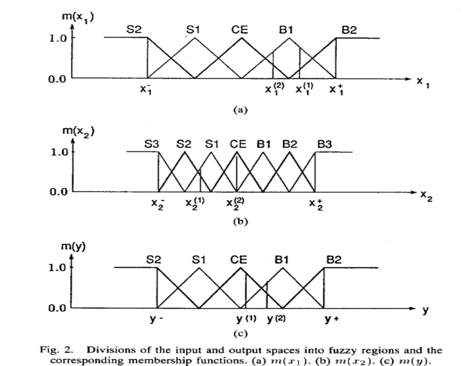 m(x₁)
S2 S1 CE B1 B2
1.0
0.0
x₁⁻ x₁⁽²⁾ x₁⁽¹⁾ x₁⁺ x₁
(a)
m(x₂)
S3 S2 S1 CE B1 B2 B3
1.0
0.0
x₂⁻ x₂⁽¹⁾ x₂⁽²⁾ x₂⁺ x₂
(b)
m(y)
S2 S1 CE B1 B2
1.0
0.0
y- y⁽¹⁾ y⁽²⁾ y+ y
(c)
Fig. 2. Divisions of the input and output spaces into fuzzy regions and the
corresponding membership functions. (a) m(x₁). (b) m(x₂). (c) m(y).